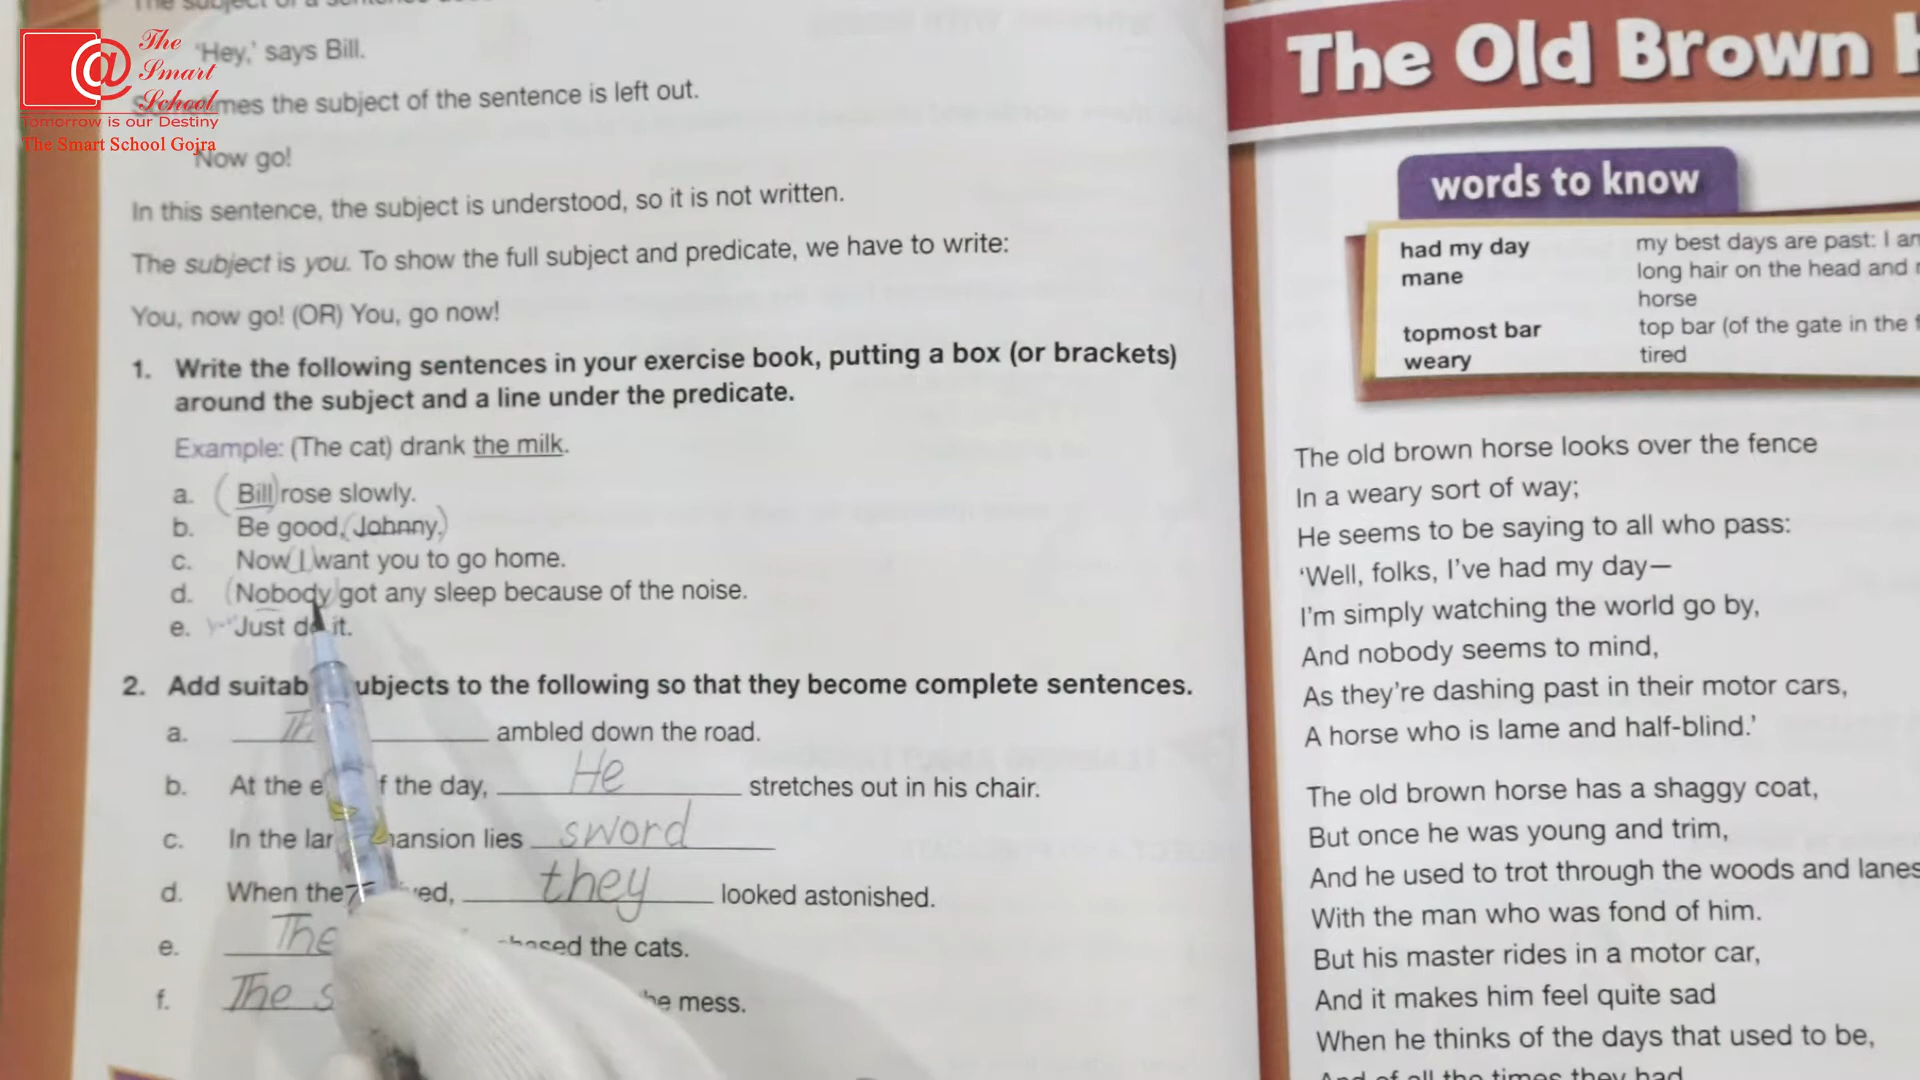 The subject of a sentence
'Hey,' says Bill.
the subject of the sentence is left out.
Now go!
In this sentence, the subject is understood, so it is not written.
The subject is you. To show the full subject and predicate, we have to write:
You, now go! (OR) You, go now!
1. Write the following sentences in your exercise book, putting a box (or brackets)
around the subject and a line under the predicate.
Example: (The cat) drank the milk.
a. (Bill) rose slowly.
b. Be good, (Johnny,)
c. Now (I) want you to go home.
d. (Nobody) got any sleep because of the noise.
e. Just it.
2. Add to the following so that they become complete sentences.
a. ambled down the road.
b. At the the day, He stretches out in his chair.
c. In the lies sword
d. When they looked astonished.
e. The the cats.
f. The mess.
The @ Smart School
Tomorrow is our Destiny
The Smart School Gojra
The Old Brown
words to know
had my day my best days are past: I
mane long hair on the head and
horse
topmost bar top bar (of the gate in the
weary tired
The old brown horse looks over the fence
In a weary sort of way;
He seems to be saying to all who pass:
'Well, folks, I've had my day—
I'm simply watching the world go by,
And nobody seems to mind,
As they're dashing past in their motor cars,
A horse who is lame and half-blind.'
The old brown horse has a shaggy coat,
But once he was young and trim,
And he used to trot through the woods and lanes
With the man who was fond of him.
But his master rides in a motor car,
And it makes him feel quite sad
When he thinks of the days that used to be,
And of all the times they had